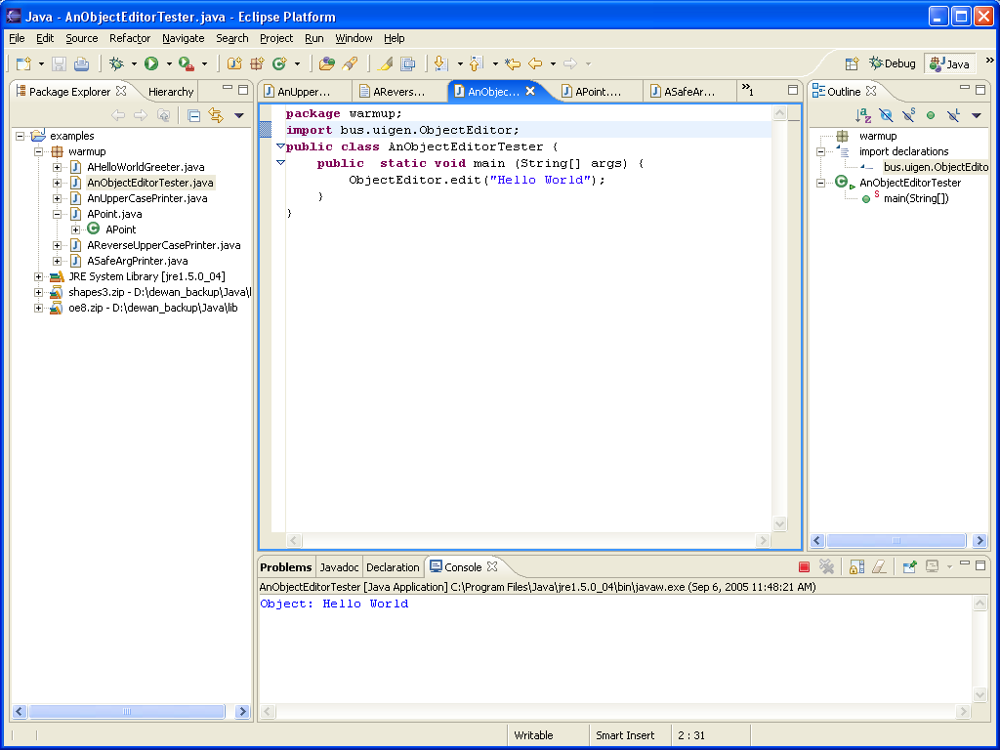 Java - AnObjectEditorTester.java - Eclipse Platform
File Edit Source Refactor Navigate Search Project Run Window Help
Debug Java
Package Explorer Hierarchy
examples
warmup
AHelloWorldGreeter.java
AnObjectEditorTester.java
AnUpperCasePrinter.java
APoint.java
APoint
AReverseUpperCasePrinter.java
ASafeArgPrinter.java
JRE System Library [jre1.5.0_04]
shapes3.zip - D:\dewan_backup\Java\l
oe8.zip - D:\dewan_backup\Java\lib
AnUpper... ARevers... AnObjec... APoint.... ASafeAr... »1
package warmup;
import bus.uigen.ObjectEditor;
public class AnObjectEditorTester {
public  static void main (String[] args) {
ObjectEditor.edit("Hello World");
}
}
Outline
warmup
import declarations
bus.uigen.ObjectEdito
AnObjectEditorTester
main(String[])
Problems Javadoc Declaration Console
AnObjectEditorTester [Java Application] C:\Program Files\Java\jre1.5.0_04\bin\javaw.exe (Sep 6, 2005 11:48:21 AM)
Object: Hello World
Writable Smart Insert 2 : 31